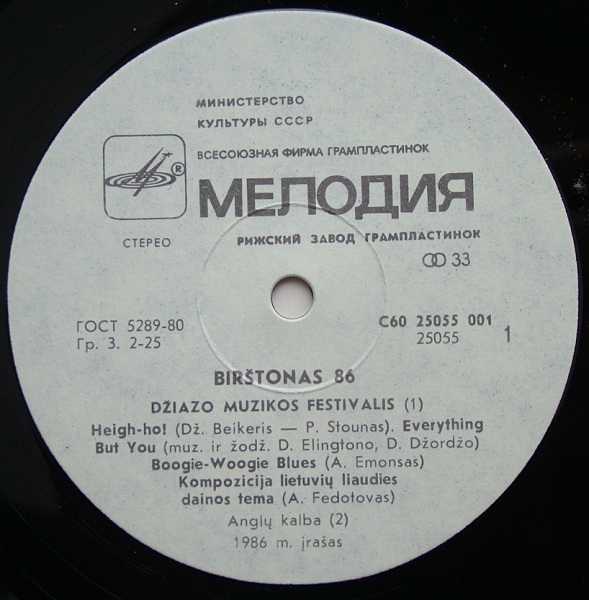 МИНИСТЕРСТВО
КУЛЬТУРЫ СССР
ВСЕСОЮЗНАЯ ФИРМА ГРАМПЛАСТИНОК
®
МЕЛОДИЯ
СТЕРЕО
РИЖСКИЙ ЗАВОД ГРАМПЛАСТИНОК
33
ГОСТ 5289-80
Гр. 3. 2-25
С60 25055 001
25055
1
BIRŠTONAS 86
DŽIAZO MUZIKOS FESTIVALIS (1)
Heigh-ho! (Dž. Beikeris — P. Stounas). Everything
But You (muz. ir žodž. D. Elingtono, D. Džordžo)
Boogie-Woogie Blues (A. Emonsas)
Kompozicija lietuvių liaudies
dainos tema (A. Fedotovas)
Anglų kalba (2)
1986 m. įrašas